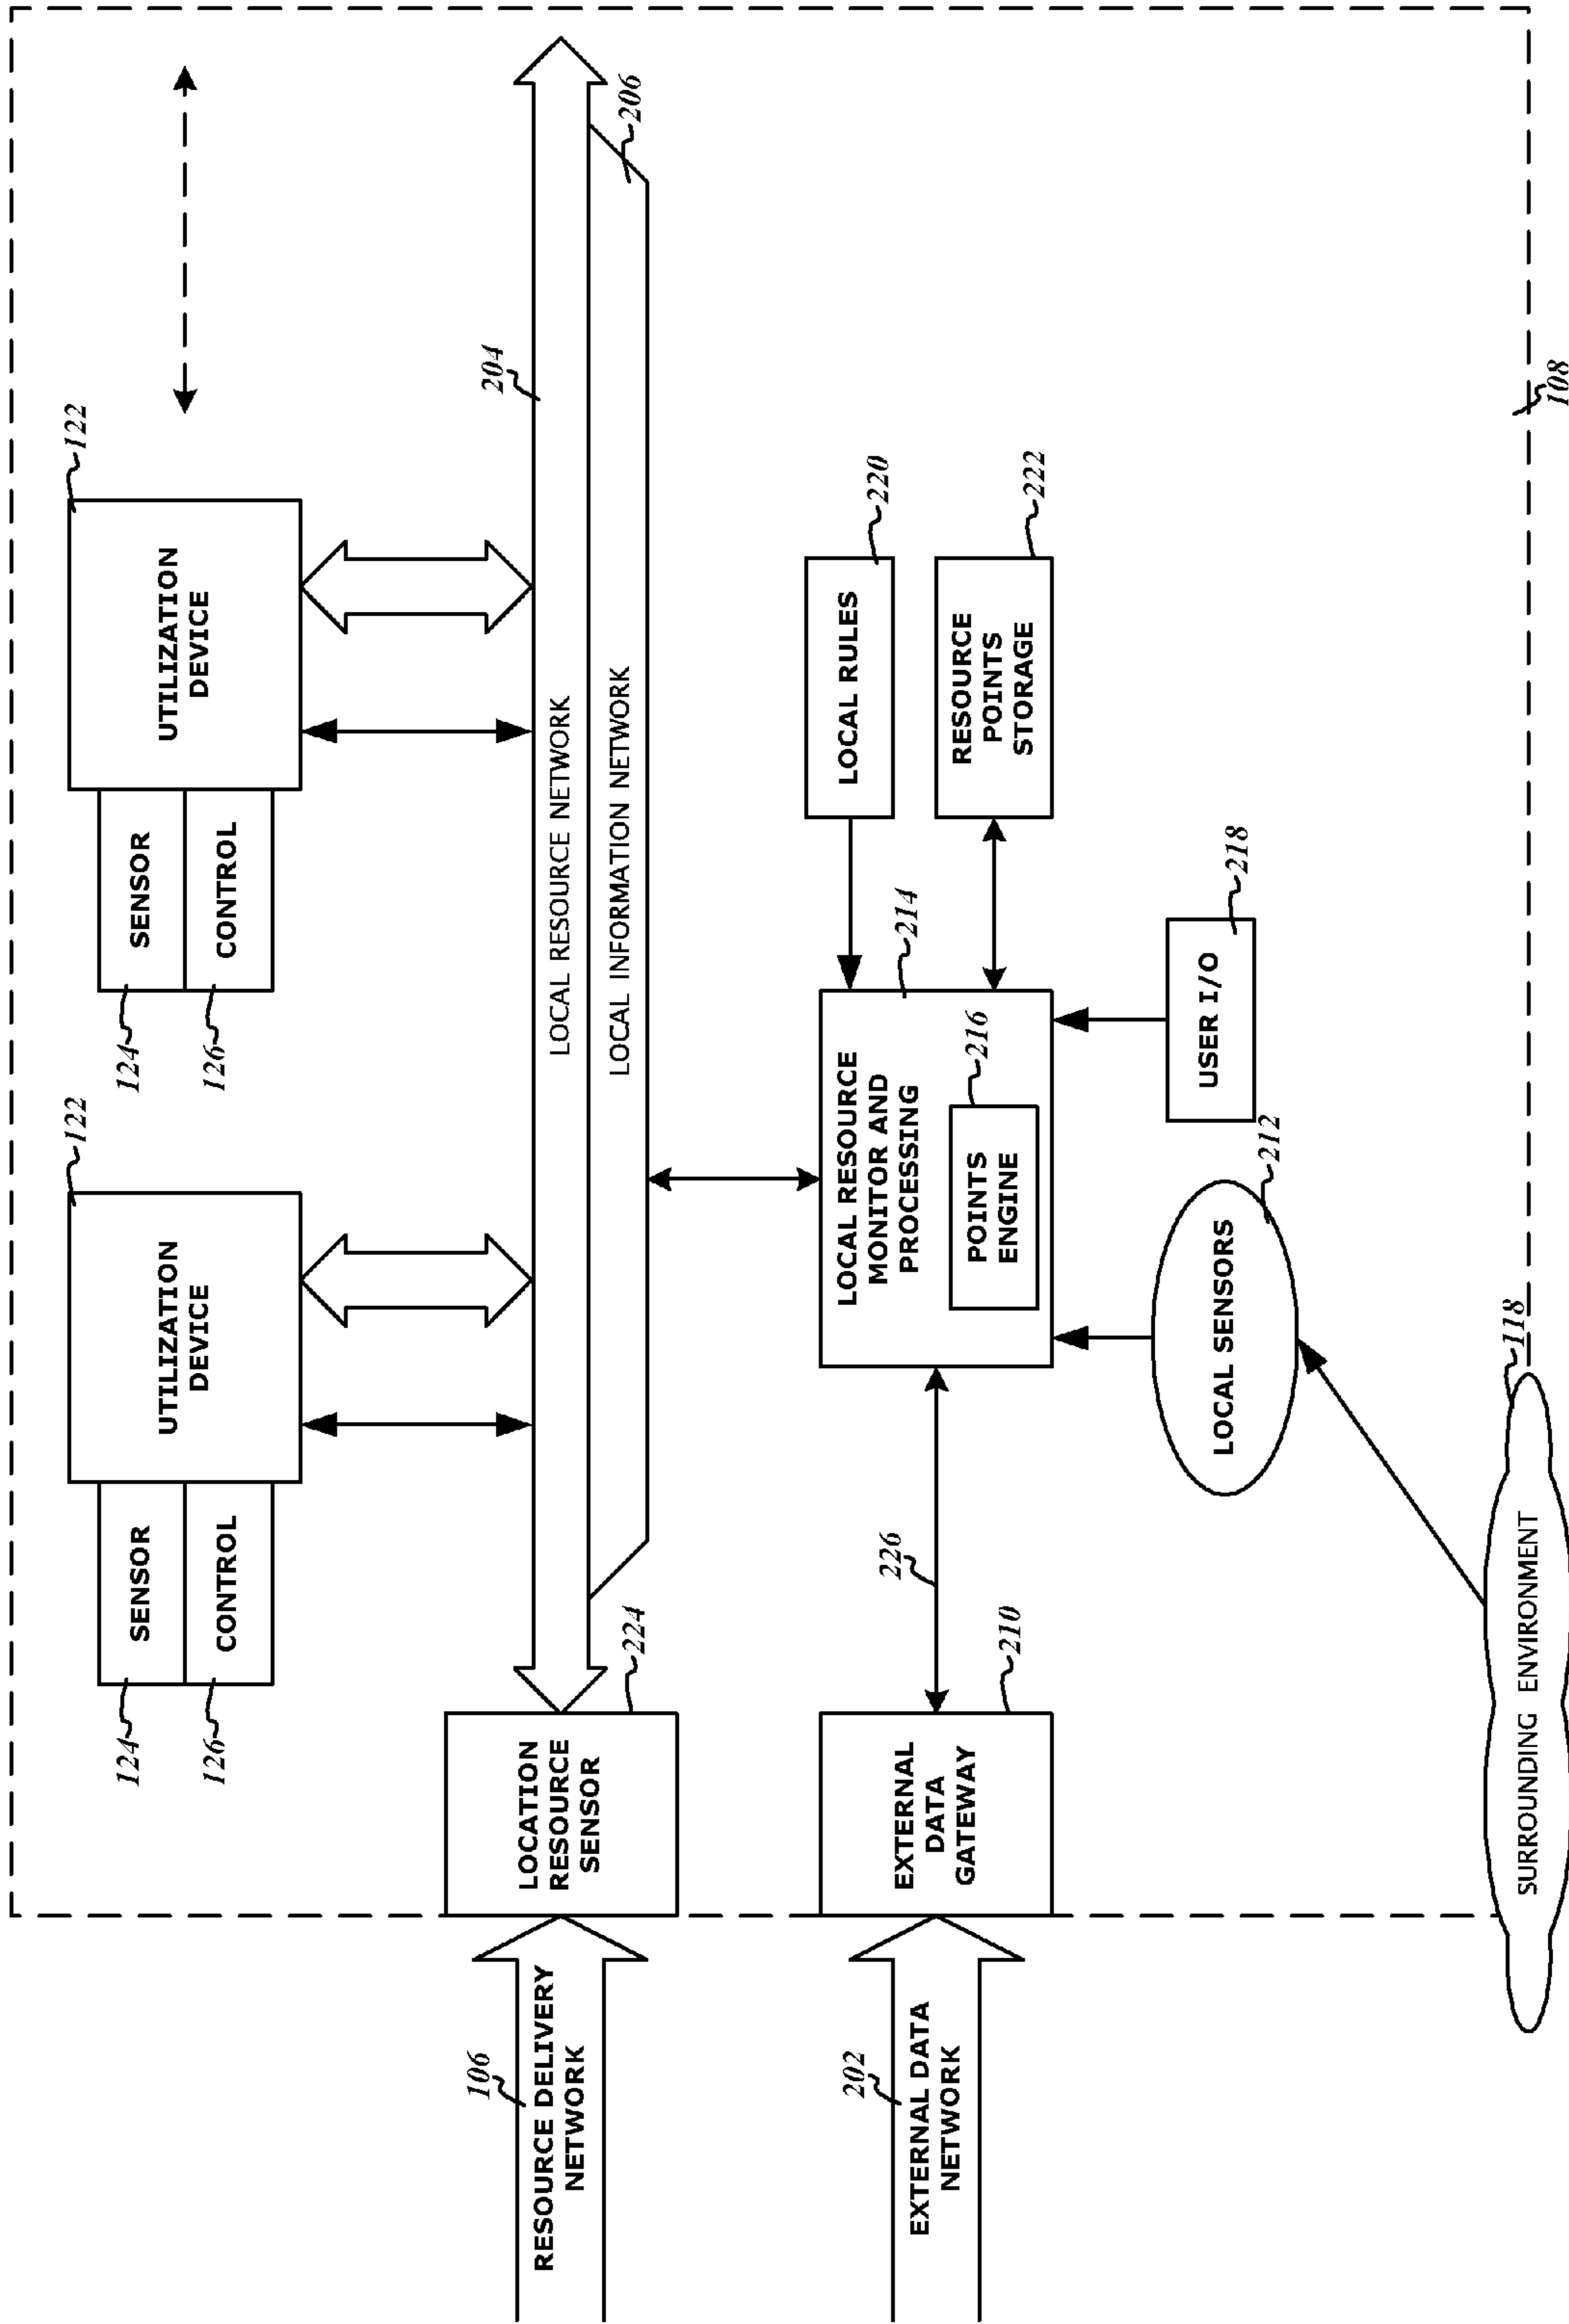 122
UTILIZATION
DEVICE
SENSOR
CONTROL
124
126
122
UTILIZATION
DEVICE
SENSOR
CONTROL
124
126
204
206
LOCAL RESOURCE NETWORK
LOCAL INFORMATION NETWORK
106
RESOURCE DELIVERY
NETWORK
LOCATION
RESOURCE
SENSOR
224
202
EXTERNAL DATA
NETWORK
EXTERNAL
DATA
GATEWAY
210
226
LOCAL RESOURCE
MONITOR AND
PROCESSING
214
POINTS
ENGINE
216
LOCAL RULES
220
RESOURCE
POINTS
STORAGE
222
LOCAL SENSORS
212
USER I/O
218
SURROUNDING ENVIRONMENT
118
108